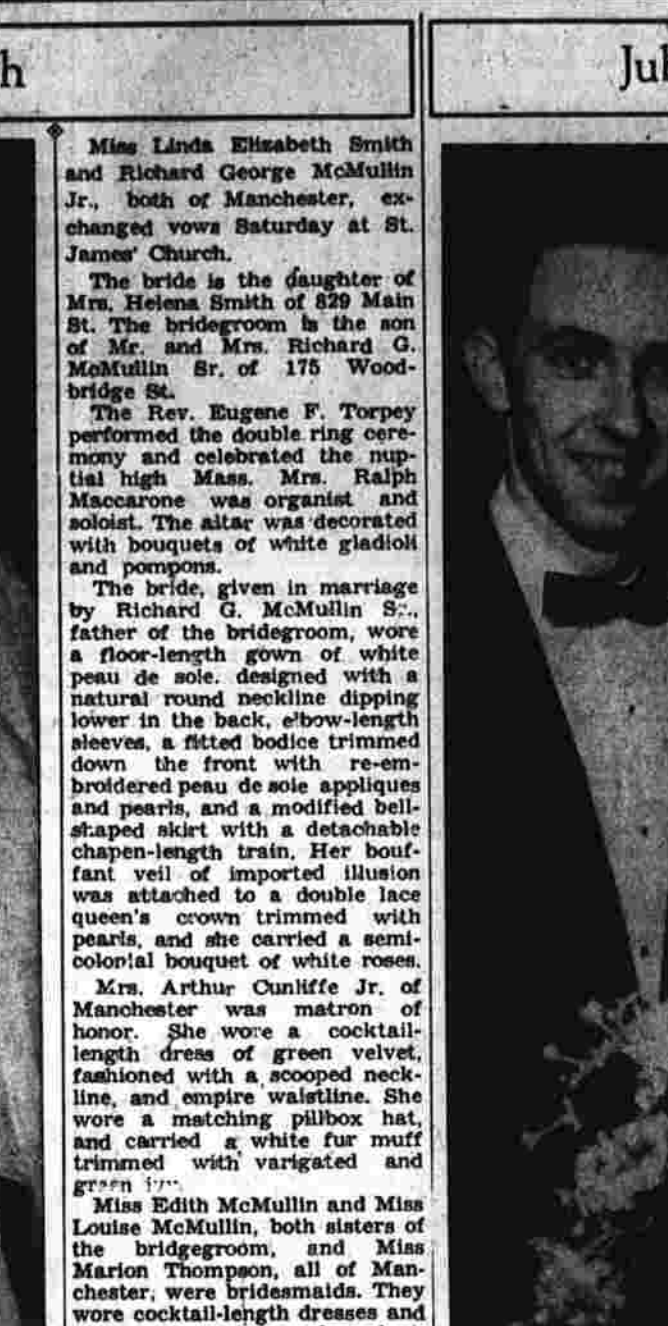 h
Jul
Miss Linda Elizabeth Smith
and Richard George McMullin
Jr., both of Manchester, ex-
changed vows Saturday at St.
James' Church.
The bride is the daughter of
Mrs. Helena Smith of 829 Main
St. The bridegroom is the son
of Mr. and Mrs. Richard G.
McMullin Sr. of 175 Wood-
bridge St.
The Rev. Eugene F. Torpey
performed the double ring cere-
mony and celebrated the nup-
tial high Mass. Mrs. Ralph
Maccarone was organist and
soloist. The altar was decorated
with bouquets of white gladioli
and pompons.
The bride, given in marriage
by Richard G. McMullin Sr.,
father of the bridegroom, wore
a floor-length gown of white
peau de soie. designed with a
natural round neckline dipping
lower in the back, elbow-length
sleeves, a fitted bodice trimmed
down the front with re-em-
broidered peau de soie appliques
and pearls, and a modified bell-
shaped skirt with a detachable
chapen-length train. Her bouf-
fant veil of imported illusion
was attached to a double lace
queen's crown trimmed with
pearls, and she carried a semi-
colonial bouquet of white roses.
Mrs. Arthur Cunliffe Jr. of
Manchester was matron of
honor. She wore a cocktail-
length dress of green velvet,
fashioned with a scooped neck-
line, and empire waistline. She
wore a matching pillbox hat,
and carried a white fur muff
trimmed with varigated and
green
Miss Edith McMullin and Miss
Louise McMullin, both sisters of
the bridgegroom, and Miss
Marion Thompson, all of Man-
chester, were bridesmaids. They
wore cocktail-length dresses and